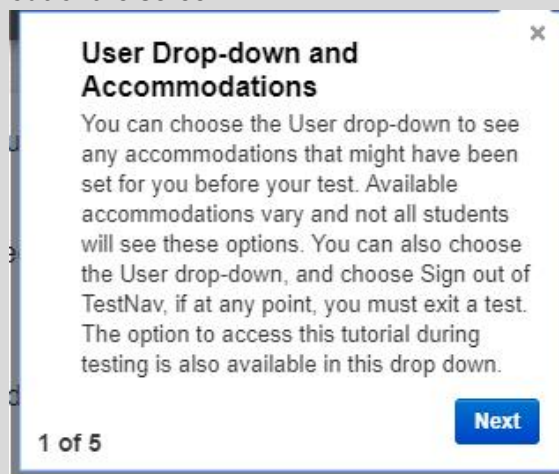 ×
User Drop-down and
Accommodations
You can choose the User drop-down to see
any accommodations that might have been
set for you before your test. Available
accommodations vary and not all students
will see these options. You can also choose
the User drop-down, and choose Sign out of
TestNav, if at any point, you must exit a test.
The option to access this tutorial during
testing is also available in this drop down.
Next
1 of 5